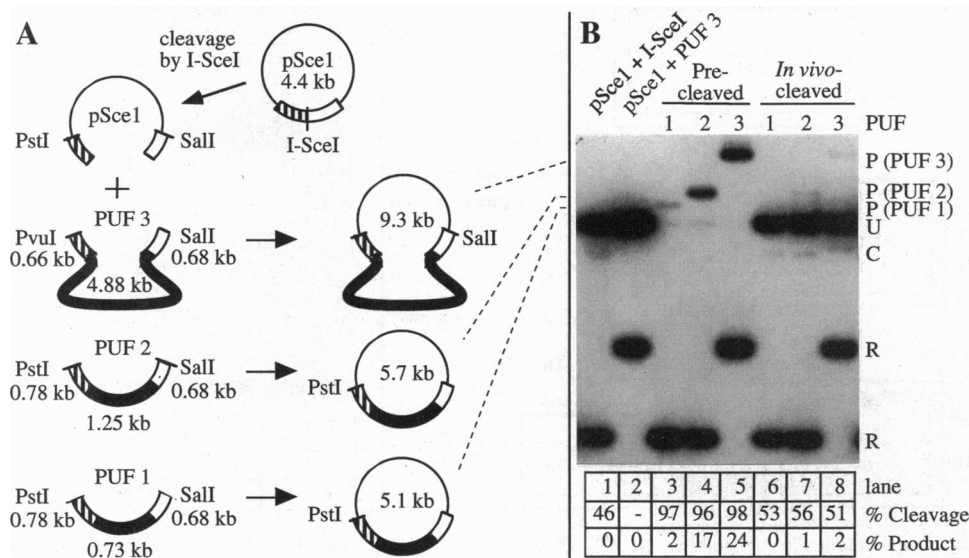 A
cleavage
by I-SceI
pSce1
4.4 kb
I-SceI
pSce1
PstI
SalI
+
PUF 3
PvuI
0.66 kb
SalI
0.68 kb
4.88 kb
9.3 kb
SalI
PUF 2
PstI
0.78 kb
SalI
0.68 kb
1.25 kb
5.7 kb
PstI
PUF 1
PstI
0.78 kb
SalI
0.68 kb
0.73 kb
5.1 kb
PstI
B
pSce1 + I-SceI
pSce1 + PUF 3
Pre-
cleaved
In vivo-
cleaved
1 2 3 1 2 3 PUF
P (PUF 3)
P (PUF 2)
P (PUF 1)
U
C
R
R
1 2 3 4 5 6 7 8 lane
46 - 97 96 98 53 56 51 % Cleavage
0 0 2 17 24 0 1 2 % Product